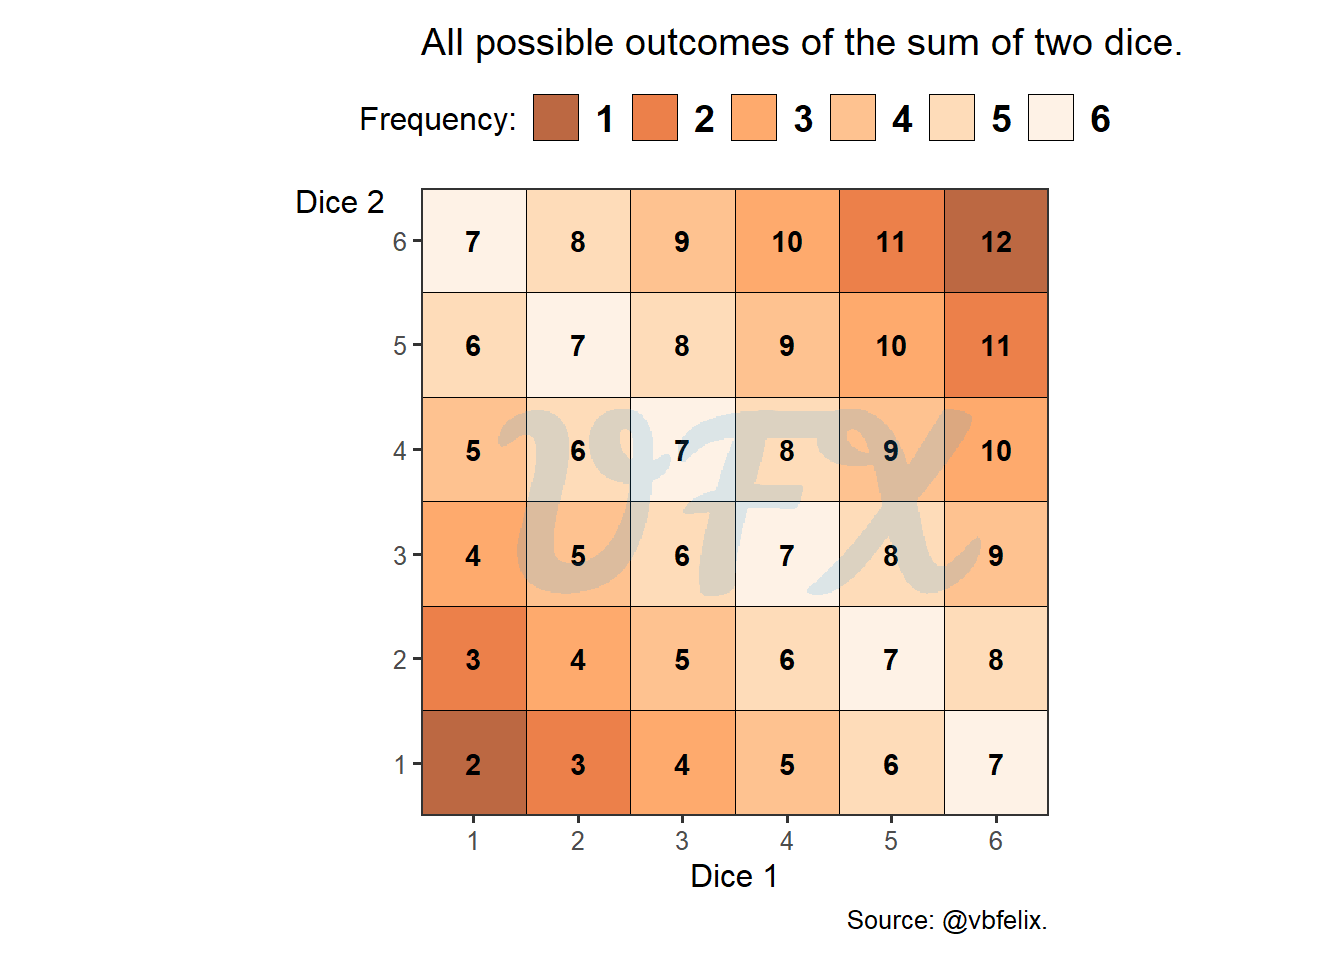 All possible outcomes of the sum of two dice.
Frequency: 1 2 3 4 5 6
Dice 2
6 7 8 9 10 11 12
5 6 7 8 9 10 11
4 5 6 7 8 9 10
VFX
3 4 5 6 7 8 9
2 3 4 5 6 7 8
1 2 3 4 5 6 7
1 2 3 4 5 6
Dice 1
Source: @vbfelix.